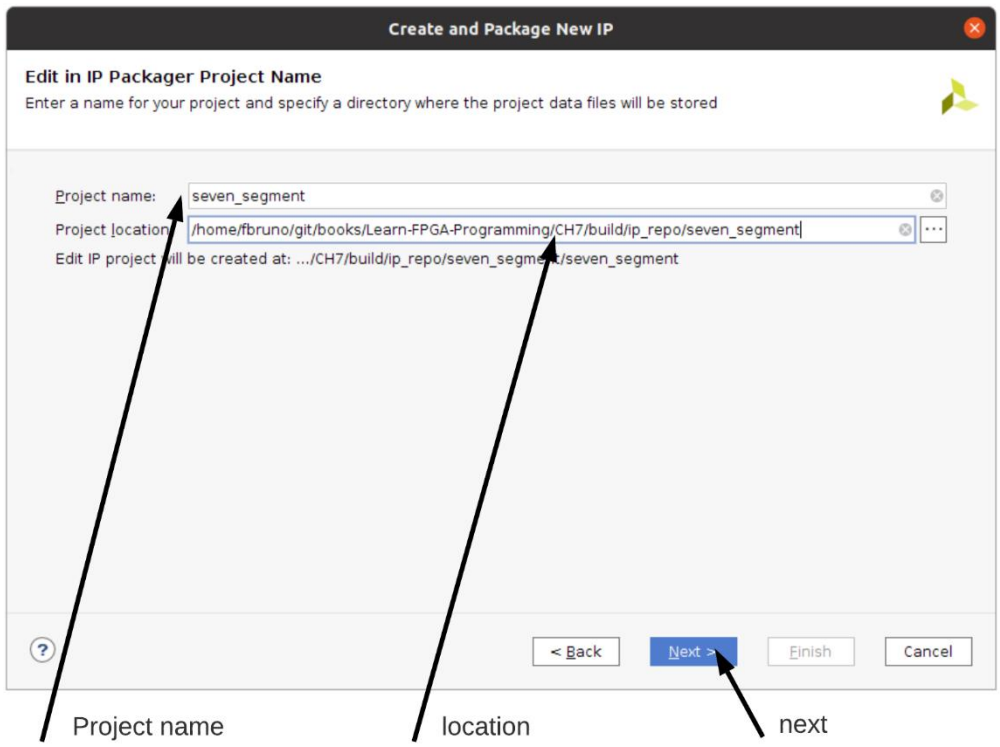 Create and Package New IP
Edit in IP Packager Project Name
Enter a name for your project and specify a directory where the project data files will be stored
Project name: seven_segment
Project location /home/fbruno/git/books/Learn-FPGA-Programming/CH7/build/ip_repo/seven_segment
Edit IP project will be created at: .../CH7/build/ip_repo/seven_segment/seven_segment
? < Back Next > Finish Cancel
Project name location next